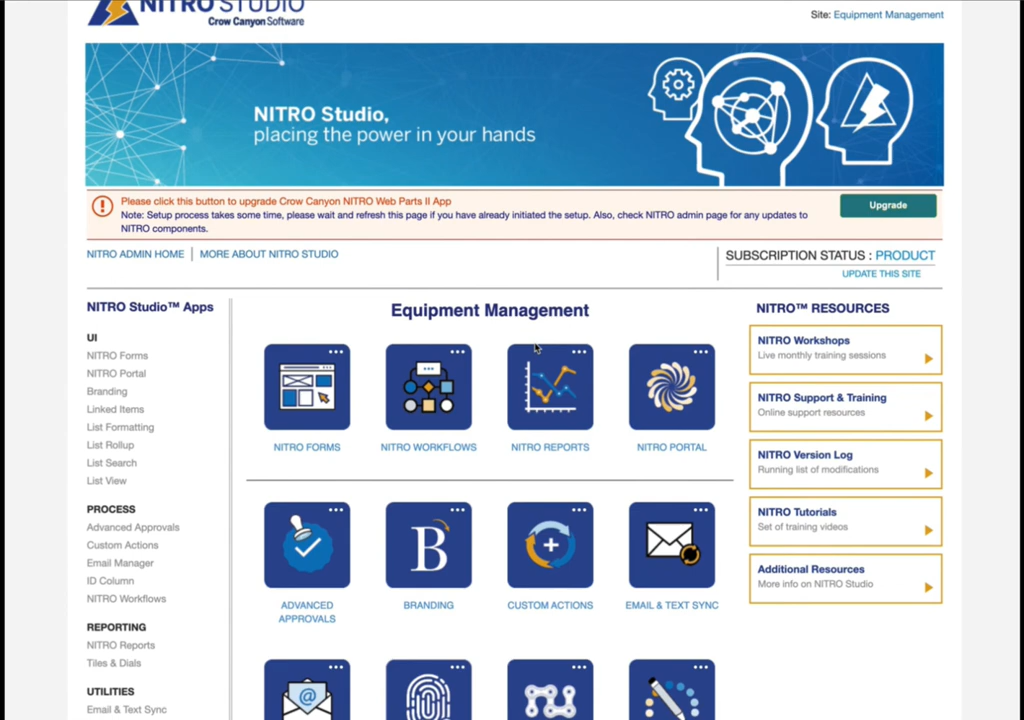 NITRO STUDIO
Crow Canyon Software
Site: Equipment Management
NITRO Studio,
placing the power in your hands
Please click this button to upgrade Crow Canyon NITRO Web Parts II App
Note: Setup process takes some time, please wait and refresh this page if you have already initiated the setup. Also, check NITRO admin page for any updates to
NITRO components.
Upgrade
NITRO ADMIN HOME | MORE ABOUT NITRO STUDIO
SUBSCRIPTION STATUS : PRODUCT
UPDATE THIS SITE
NITRO Studio™ Apps
UI
NITRO Forms
NITRO Portal
Branding
Linked Items
List Formatting
List Rollup
List Search
List View
PROCESS
Advanced Approvals
Custom Actions
Email Manager
ID Column
NITRO Workflows
REPORTING
NITRO Reports
Tiles & Dials
UTILITIES
Email & Text Sync
Equipment Management
NITRO FORMS
NITRO WORKFLOWS
NITRO REPORTS
NITRO PORTAL
ADVANCED
APPROVALS
B
BRANDING
CUSTOM ACTIONS
EMAIL & TEXT SYNC
@
NITRO™ RESOURCES
NITRO Workshops
Live monthly training sessions
NITRO Support & Training
Online support resources
NITRO Version Log
Running list of modifications
NITRO Tutorials
Set of training videos
Additional Resources
More info on NITRO Studio